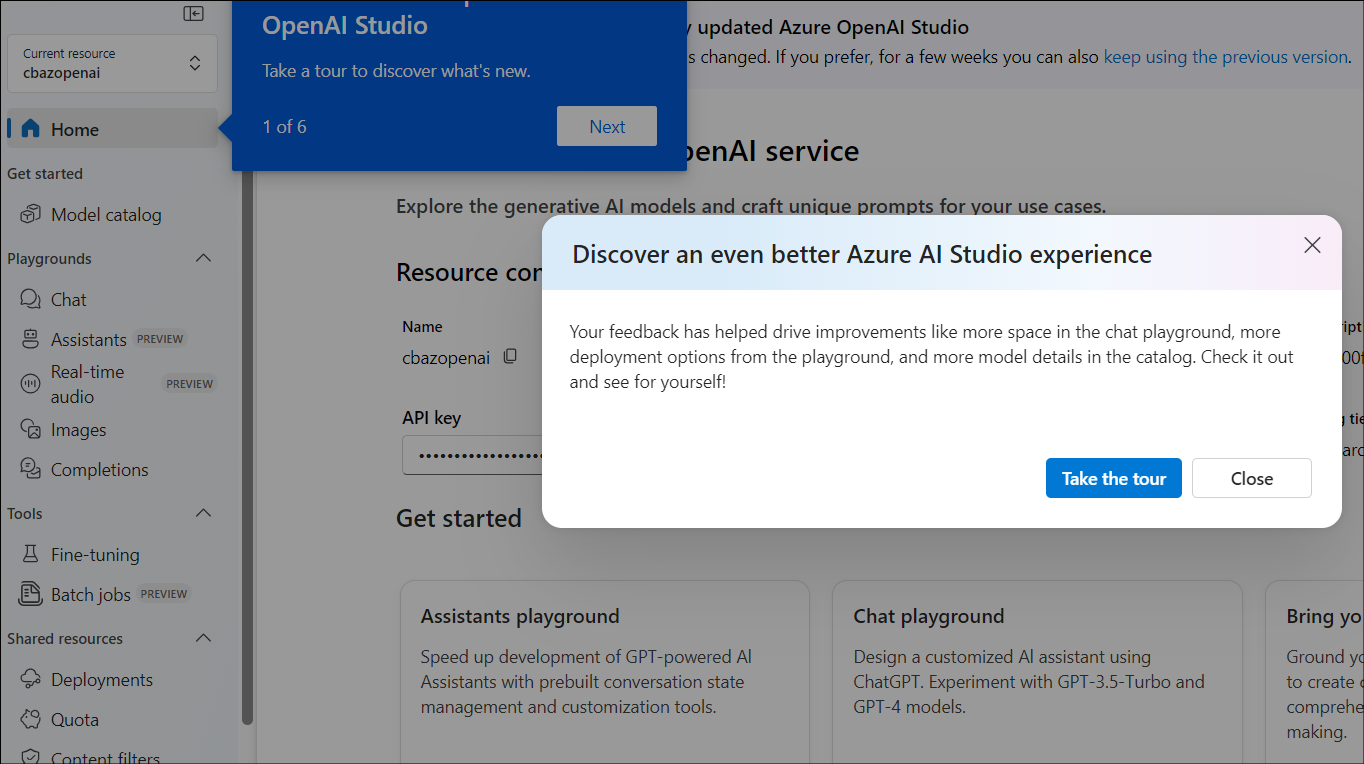 Current resource
cbazopenai
Home
Get started
Model catalog
Playgrounds
Chat
Assistants PREVIEW
Real-time
audio
PREVIEW
Images
Completions
Tools
Fine-tuning
Batch jobs PREVIEW
Shared resources
Deployments
Quota
Content filters
OpenAI Studio
Take a tour to discover what's new.
1 of 6
Next
updated Azure OpenAI Studio
s changed. If you prefer, for a few weeks you can also keep using the previous version.
penAI service
Explore the generative AI models and craft unique prompts for your use cases.
Resource con
Name
cbazopenai
API key
Discover an even better Azure AI Studio experience
Your feedback has helped drive improvements like more space in the chat playground, more
deployment options from the playground, and more model details in the catalog. Check it out
and see for yourself!
Take the tour
Close
Get started
Assistants playground
Speed up development of GPT-powered AI
Assistants with prebuilt conversation state
management and customization tools.
Chat playground
Design a customized AI assistant using
ChatGPT. Experiment with GPT-3.5-Turbo and
GPT-4 models.
Bring yo
Ground yo
to create c
comprehe
making.